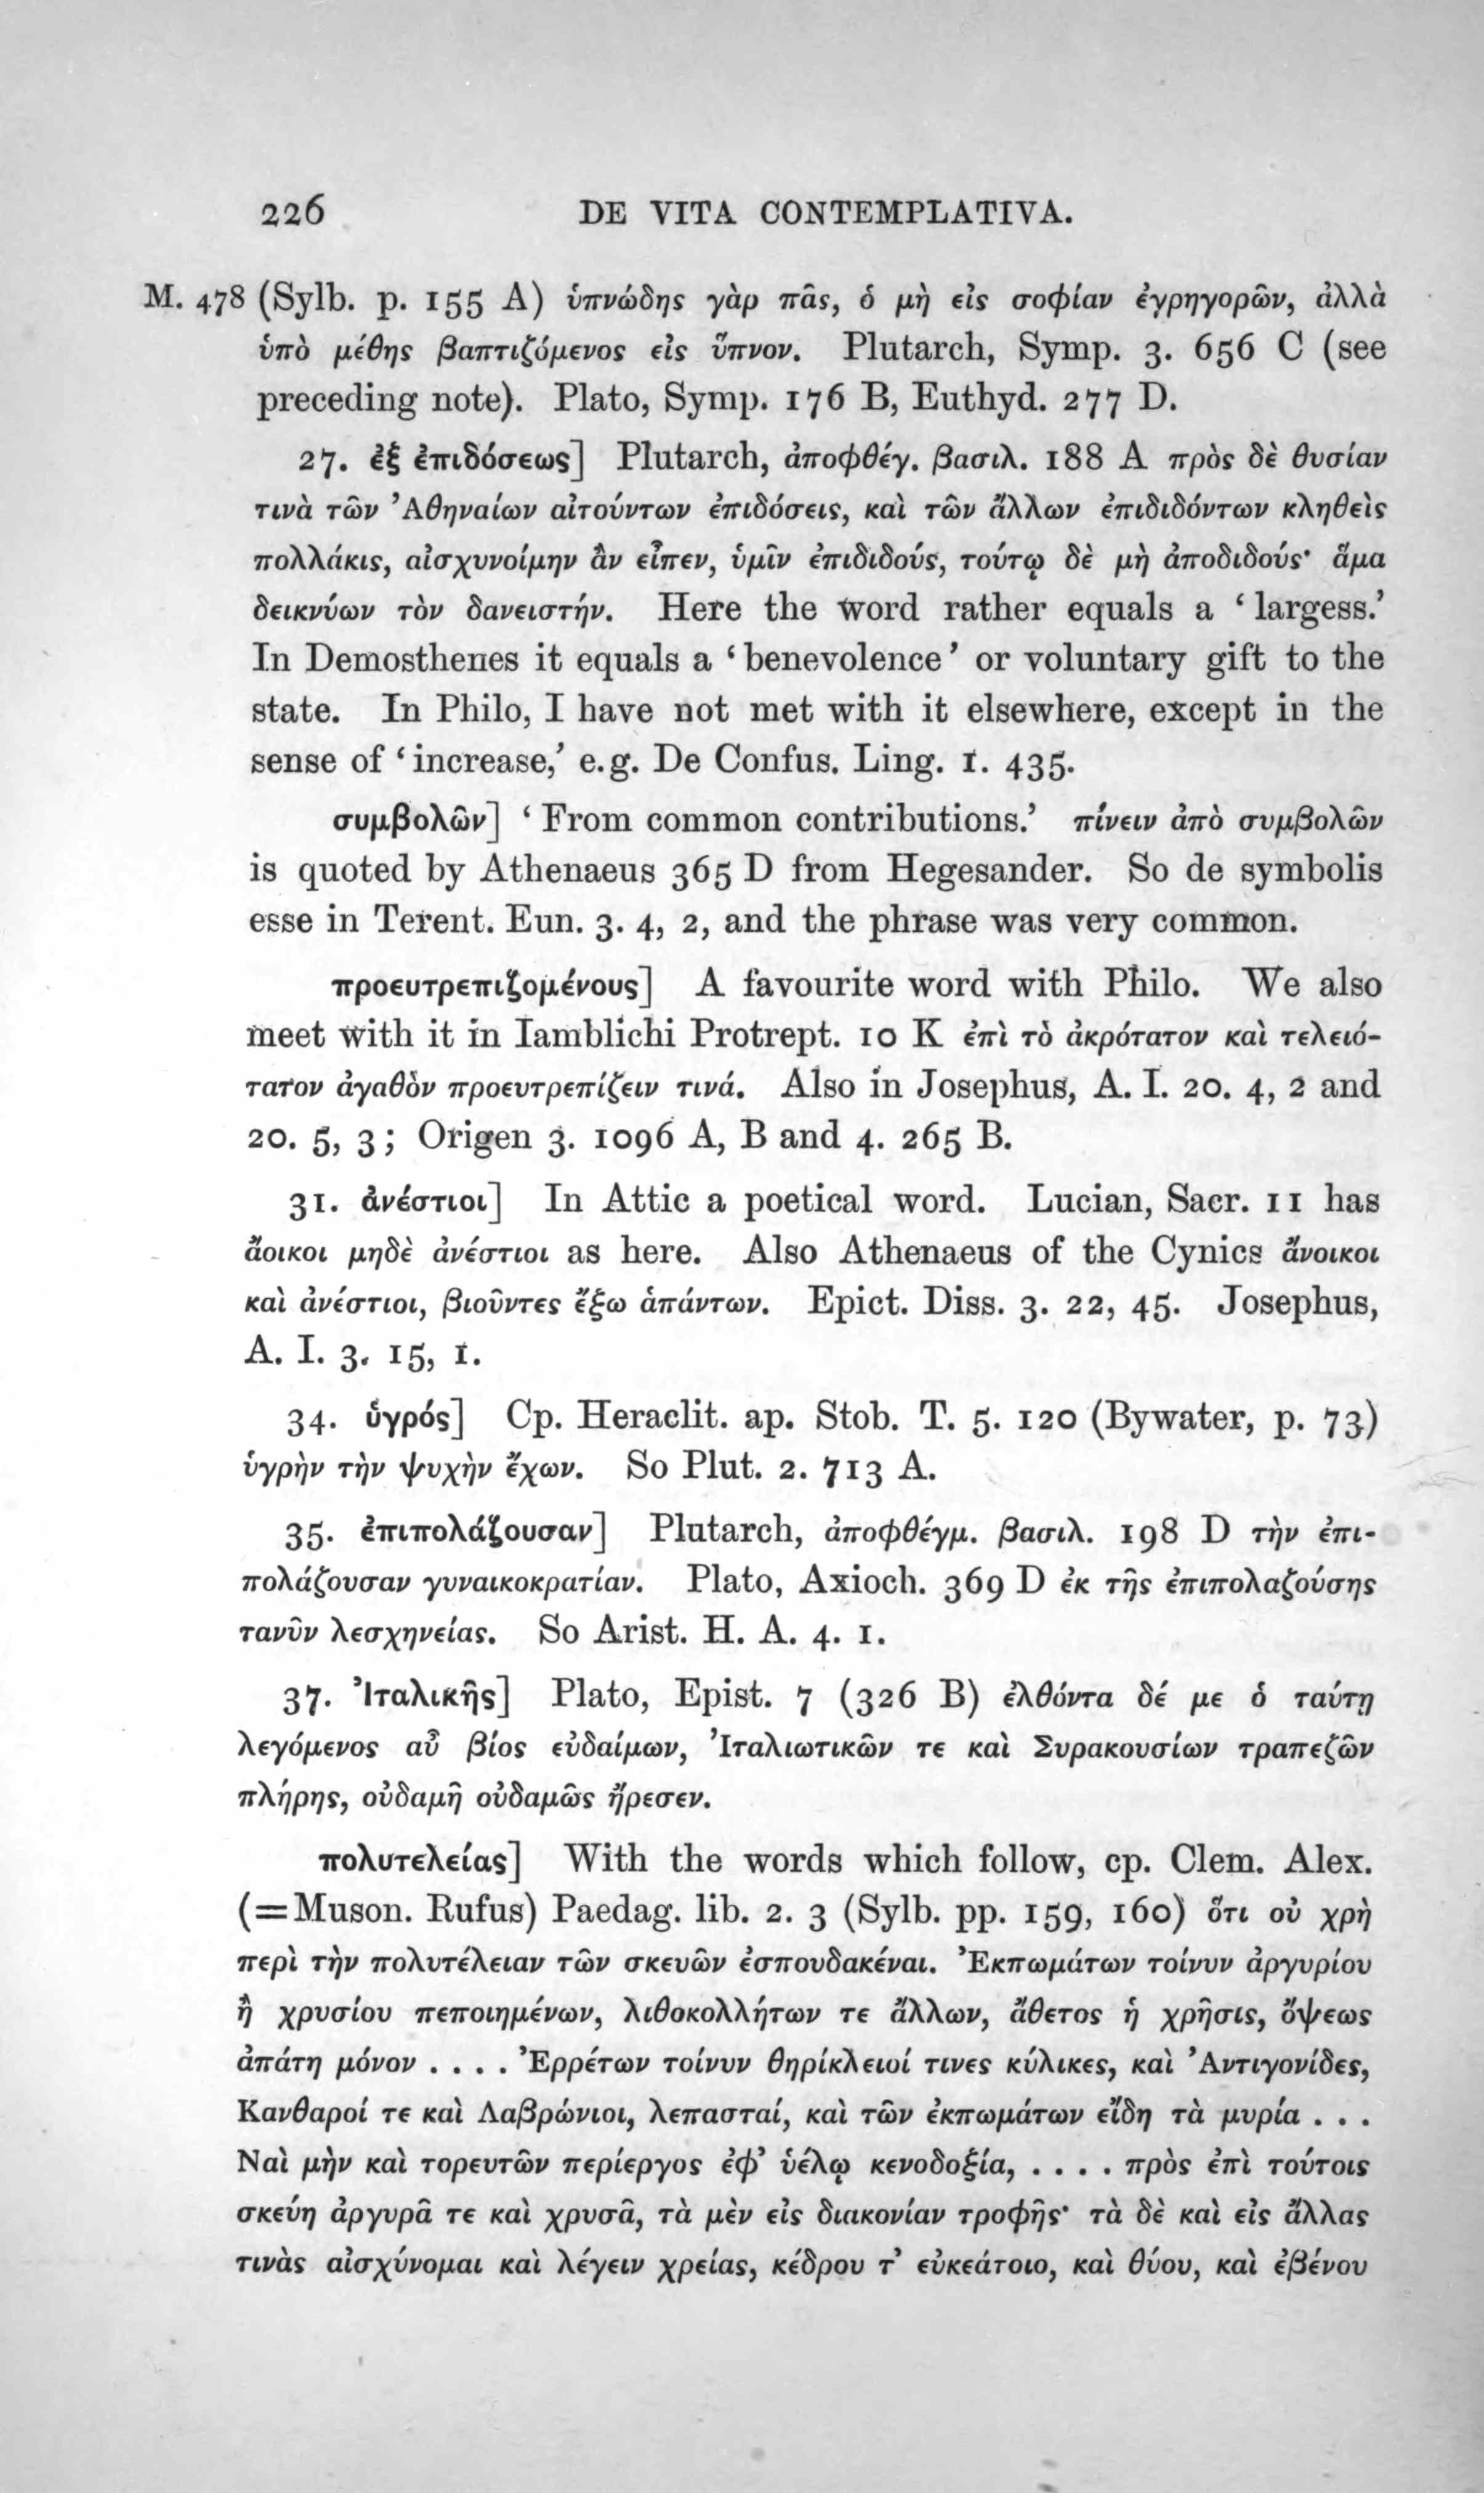 226 DE VITA CONTEMPLATIVA.
M. 478 (Sylb. p. 155 A) ὑπνώδης γὰρ πᾶς, ὁ μὴ εἰς σοφίαν ἐγρηγορῶν, ἀλλὰ
ὑπὸ μέθης βαπτιζόμενος εἰς ὕπνον. Plutarch, Symp. 3. 656 C (see
preceding note). Plato, Symp. 176 B, Euthyd. 277 D.
27. ἐξ ἐπιδόσεως] Plutarch, ἀποφθέγ. βασιλ. 188 A πρὸς δὲ θυσίαν
τινὰ τῶν Ἀθηναίων αἰτούντων ἐπιδόσεις, καὶ τῶν ἄλλων ἐπιδιδόντων κληθεὶς
πολλάκις, αἰσχυνοίμην ἂν εἶπεν, ὑμῖν ἐπιδιδούς, τούτῳ δὲ μὴ ἀποδιδούς· ἅμα
δεικνύων τὸν δανειστήν. Here the word rather equals a ‘largess.’
In Demosthenes it equals a ‘benevolence’ or voluntary gift to the
state. In Philo, I have not met with it elsewhere, except in the
sense of ‘increase,’ e.g. De Confus. Ling. 1. 435.
συμβολῶν] ‘From common contributions.’ πίνειν ἀπὸ συμβολῶν
is quoted by Athenaeus 365 D from Hegesander. So de symbolis
esse in Terent. Eun. 3. 4, 2, and the phrase was very common.
προευτρεπιζομένους] A favourite word with Philo. We also
meet with it in Iamblichi Protrept. 10 K ἐπὶ τὸ ἀκρότατον καὶ τελειό-
τατον ἀγαθὸν προευτρεπίζειν τινά. Also in Josephus, A. I. 20. 4, 2 and
20. 5, 3; Origen 3. 1096 A, B and 4. 265 B.
31. ἀνέστιοι] In Attic a poetical word. Lucian, Sacr. 11 has
ἄοικοι μηδὲ ἀνέστιοι as here. Also Athenaeus of the Cynics ἄνοικοι
καὶ ἀνέστιοι, βιοῦντες ἔξω ἁπάντων. Epict. Diss. 3. 22, 45. Josephus,
A. I. 3. 15, 1.
34. ὑγρός] Cp. Heraclit. ap. Stob. T. 5. 120 (Bywater, p. 73)
ὑγρὴν τὴν ψυχὴν ἔχων. So Plut. 2. 713 A.
35. ἐπιπολάζουσαν] Plutarch, ἀποφθέγμ. βασιλ. 198 D τὴν ἐπι-
πολάζουσαν γυναικοκρατίαν. Plato, Axioch. 369 D ἐκ τῆς ἐπιπολαζούσης
τανῦν λεσχηνείας. So Arist. H. A. 4. 1.
37. Ἰταλικῆς] Plato, Epist. 7 (326 B) ἐλθόντα δέ με ὁ ταύτῃ
λεγόμενος αὖ βίος εὐδαίμων, Ἰταλιωτικῶν τε καὶ Συρακουσίων τραπεζῶν
πλήρης, οὐδαμῆ οὐδαμῶς ἤρεσεν.
πολυτελείας] With the words which follow, cp. Clem. Alex.
(=Muson. Rufus) Paedag. lib. 2. 3 (Sylb. pp. 159, 160) ὅτι οὐ χρὴ
περὶ τὴν πολυτέλειαν τῶν σκευῶν ἐσπουδακέναι. Ἐκπωμάτων τοίνυν ἀργυρίου
ἢ χρυσίου πεποιημένων, λιθοκολλήτων τε ἄλλων, ἄθετος ἡ χρῆσις, ὄψεως
ἀπάτη μόνον . . . . Ἐρρέτων τοίνυν θηρίκλειοί τινες κύλικες, καὶ Ἀντιγονίδες,
Κανθαροί τε καὶ Λαβρώνιοι, λεπασταί, καὶ τῶν ἐκπωμάτων εἴδη τὰ μυρία . . .
Ναὶ μὴν καὶ τορευτῶν περίεργος ἐφ’ ὑέλῳ κενοδοξία, . . . . πρὸς ἐπὶ τούτοις
σκεύη ἀργυρᾶ τε καὶ χρυσᾶ, τὰ μὲν εἰς διακονίαν τροφῆς· τὰ δὲ καὶ εἰς ἄλλας
τινὰς αἰσχύνομαι καὶ λέγειν χρείας, κέδρου τ’ εὐκεάτοιο, καὶ θύου, καὶ ἐβένου